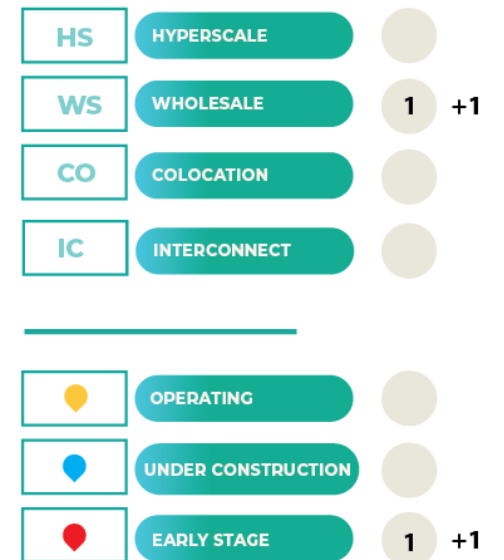 HS HYPERSCALE
WS WHOLESALE 1 +1
CO COLOCATION
IC INTERCONNECT
OPERATING
UNDER CONSTRUCTION
EARLY STAGE 1 +1